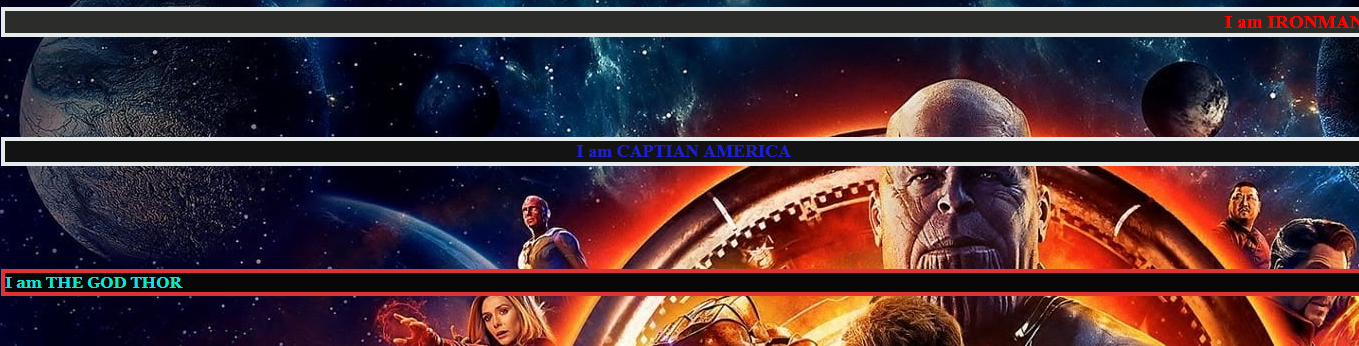 I am IRONMAN
I am CAPTIAN AMERICA
I am THE GOD THOR